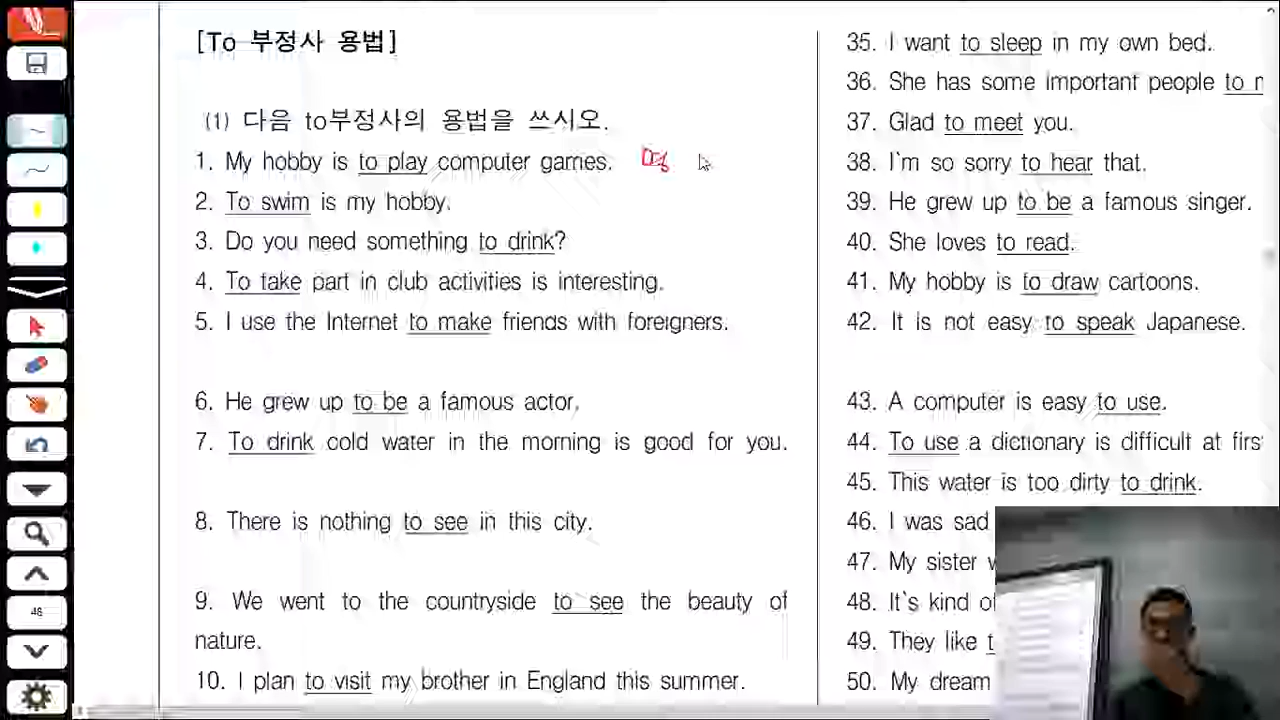 [To 부정사 용법]
(1) 다음 to부정사의 용법을 쓰시오.
1. My hobby is to play computer games. 명
2. To swim is my hobby.
3. Do you need something to drink?
4. To take part in club activities is interesting.
5. I use the Internet to make friends with foreigners.
6. He grew up to be a famous actor.
7. To drink cold water in the morning is good for you.
8. There is nothing to see in this city.
9. We went to the countryside to see the beauty of
nature.
10. I plan to visit my brother in England this summer.
35. I want to sleep in my own bed.
36. She has some important people to
37. Glad to meet you.
38. I'm so sorry to hear that.
39. He grew up to be a famous singer.
40. She loves to read.
41. My hobby is to draw cartoons.
42. It is not easy to speak Japanese.
43. A computer is easy to use.
44. To use a dictionary is difficult at firs
45. This water is too dirty to drink.
46. I was sad
47. My sister
48. It's kind of
49. They like
50. My dream
48